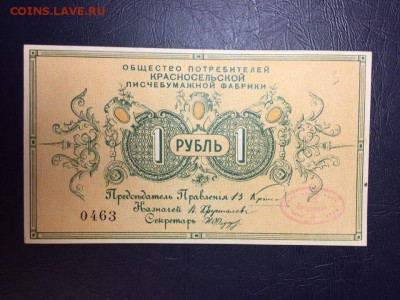 COINS.LAVE.RU
ОБЩЕСТВО ПОТРЕБИТЕЛЕЙ
КРАСНОСЕЛЬСКОЙ
ПИСЧЕБУМАЖНОЙ ФАБРИКИ
1 РУБЛЬ 1
Председатель Правления
Казначей
Секретарь
0463